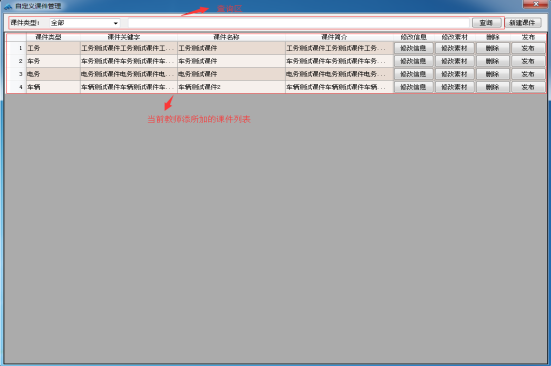 自定义课件管理
课件类型: 全部 查询 新建课件
课件类型 课件关键字 课件名称 课件简介 修改信息 修改素材 删除 发布
1 工务 工务测试课件工务测试课件工... 工务测试课件 工务测试课件工务测试课件工务... 修改信息 修改素材 删除 发布
2 车务 车务测试课件车务测试课件车... 车务测试课件 车务测试课件车务测试课件车务... 修改信息 修改素材 删除 发布
3 电务 电务测试课件电务测试课件电... 电务测试课件 电务测试课件电务测试课件电务... 修改信息 修改素材 删除 发布
4 车辆 车辆测试课件车辆测试课件车... 车辆测试课件2 车辆测试课件车辆测试课件车辆... 修改信息 修改素材 删除 发布
当前教师添所加的课件列表